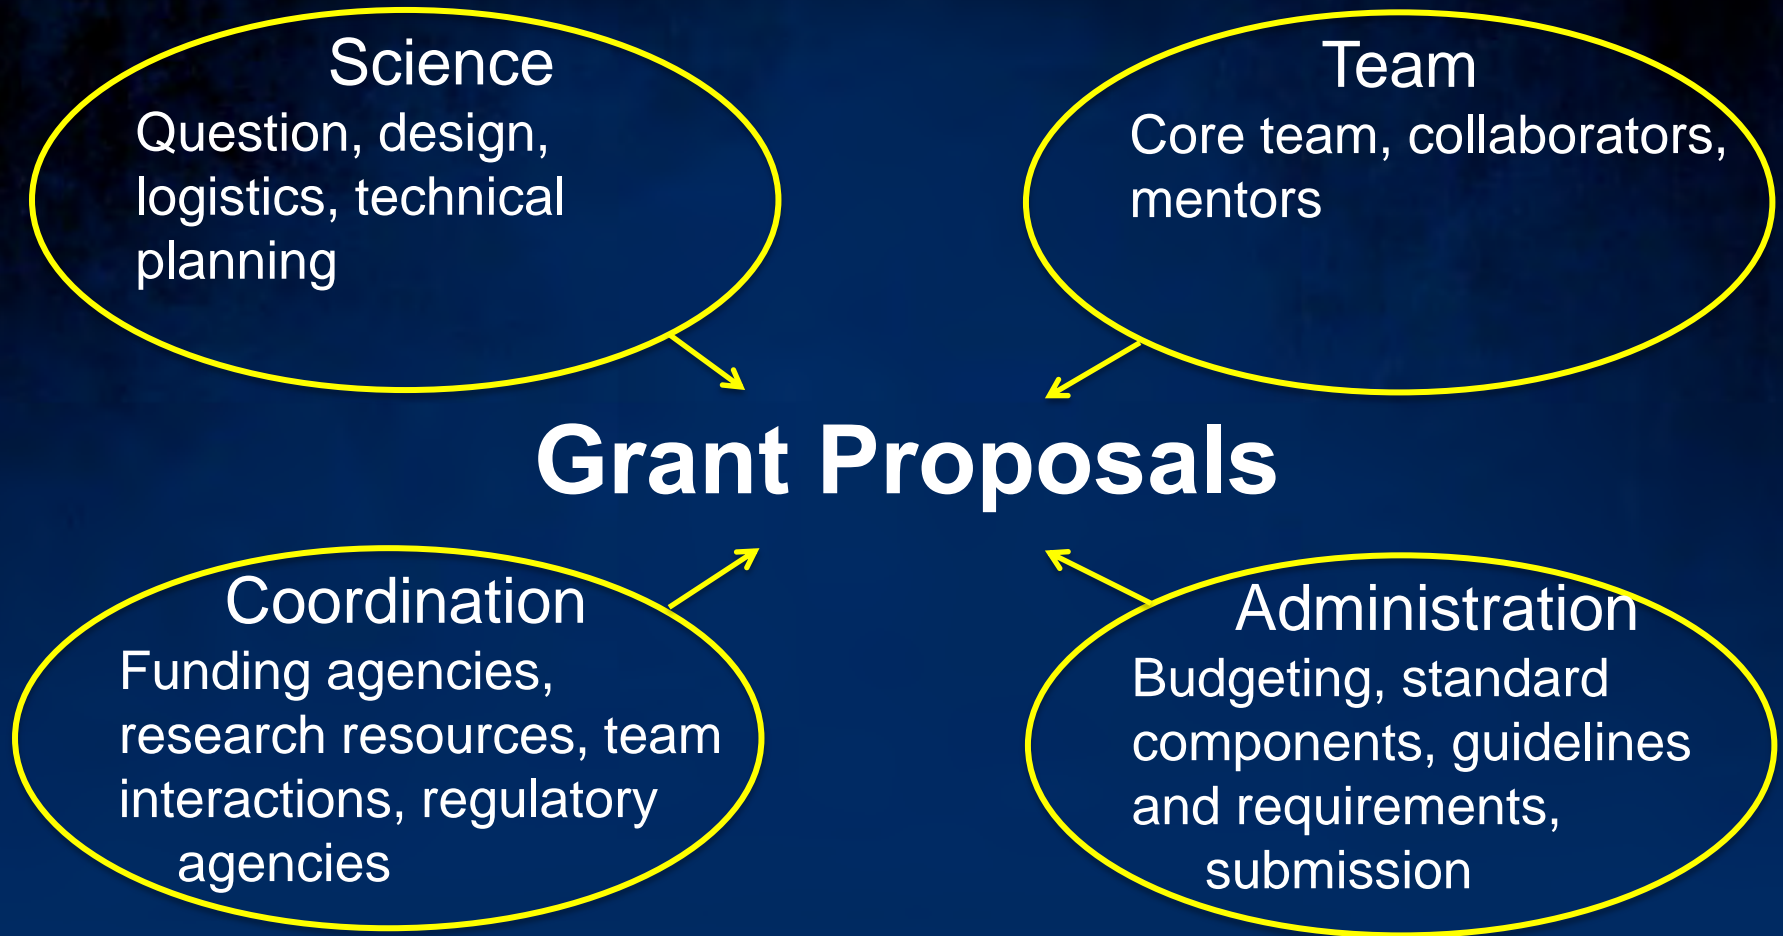 Science
Question, design,
logistics, technical
planning
Team
Core team, collaborators,
mentors
Grant Proposals
Coordination
Funding agencies,
research resources, team
interactions, regulatory
agencies
Administration
Budgeting, standard
components, guidelines
and requirements,
submission